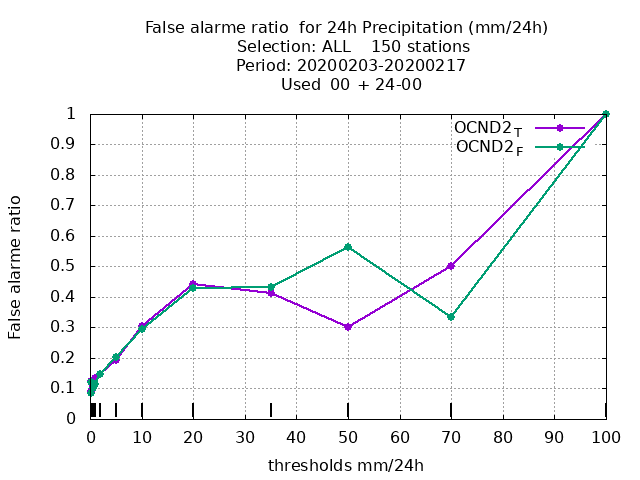 False alarme ratio  for 24h Precipitation (mm/24h)
Selection: ALL    150 stations
Period: 20200203-20200217
Used  00 + 24-00
OCND2_T
OCND2_F
1
0.9
0.8
0.7
0.6
0.5
0.4
0.3
0.2
0.1
0
False alarme ratio
0 10 20 30 40 50 60 70 80 90 100
thresholds mm/24h